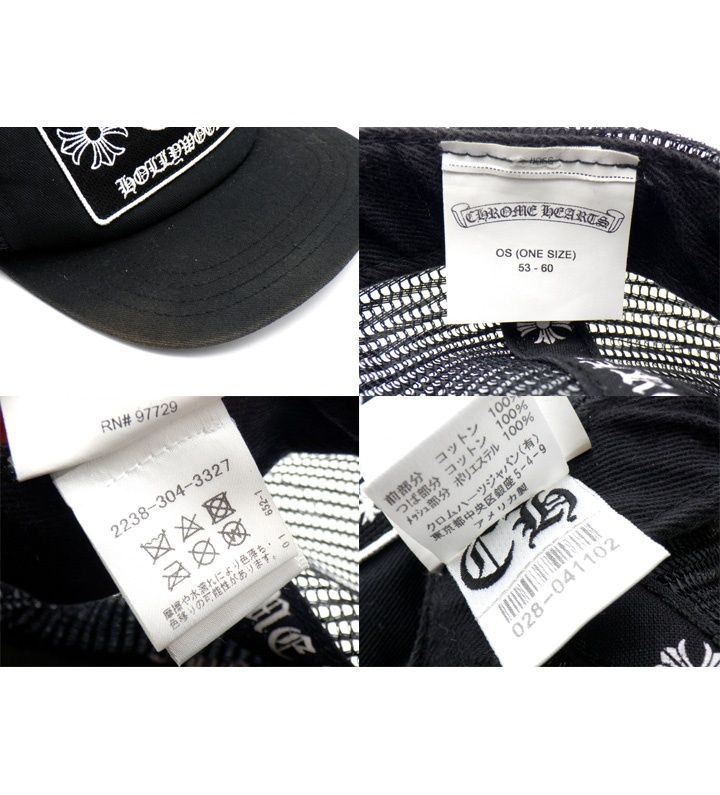 HOLLYWOOD
CHROME HEARTS
OS (ONE SIZE)
53 - 60
RN# 97729
2238-304-3327
摩擦や水濡れにより色落ち・
色移りの可能性があります。
前部分 コットン 100%
つば部分 コットン 100%
ﾒｯｼｭ部分 ポリエステル 100%
クロムハーツジャパン(有)
東京都中央区銀座5-4-9
アメリカ製
CH
028-041102